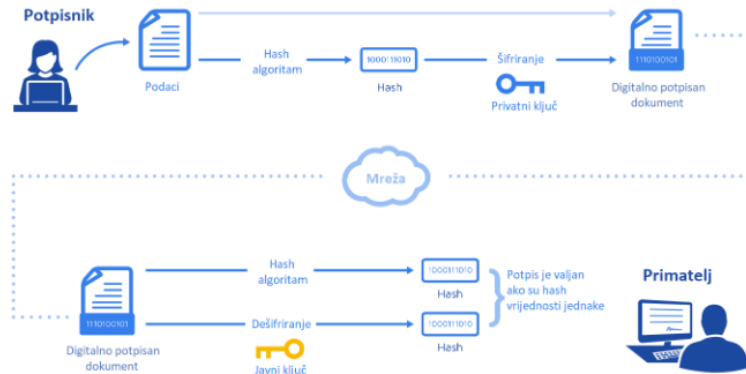 Potpisnik
Podaci
Hash
algoritam
1000111010
Hash
Šifriranje
Privatni ključ
1110100101
Digitalno potpisan
dokument
Mreža
1110100101
Digitalno potpisan
dokument
Hash
algoritam
1000111010
Hash
Dešifriranje
Javni ključ
1000111010
Hash
Potpis je valjan
ako su hash
vrijednosti jednake
Primatelj